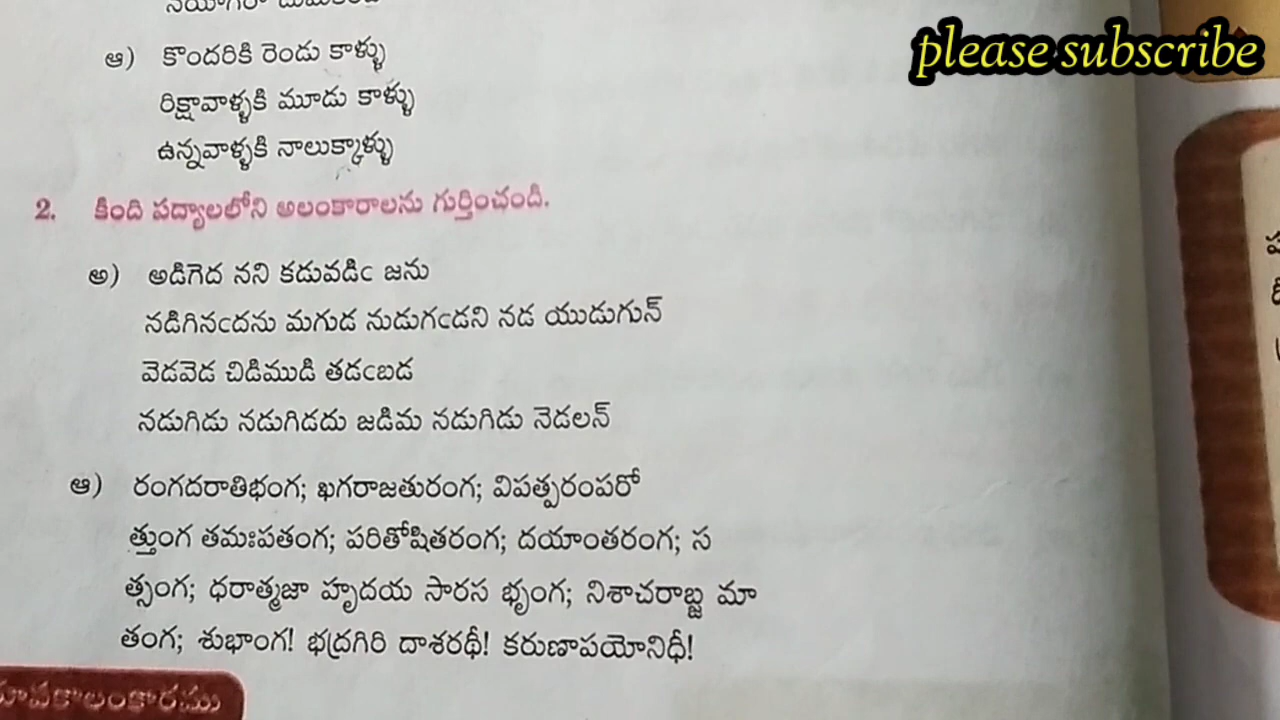 please subscribe
ఆ) కొందరికి రెండు కాళ్ళు
రిక్షావాళ్ళకి మూడు కాళ్ళు
ఉన్నవాళ్ళకి నాలుక్కాళ్ళు
2. కింది పద్యాలలోని అలంకారాలను గుర్తించండి.
అ) అడిగెద నని కడువడిఁ జను
నడిగినఁదను మగుడ నుడుగఁడని నడ యుడుగున్
వెడవెడ చిడిముడి తడఁబడ
నడుగిడు నడుగిడదు జడిమ నడుగిడు నెడలన్
ఆ) రంగదరాతిభంగ; ఖగరాజతురంగ; విపత్పరంపరో
త్తుంగ తమఃపతంగ; పరితోషితరంగ; దయాంతరంగ; స
త్సంగ; ధరాత్మజా హృదయ సారస భృంగ; నిశాచరాబ్జ మా
తంగ; శుభాంగ! భద్రగిరి దాశరథీ! కరుణాపయోనిధీ!